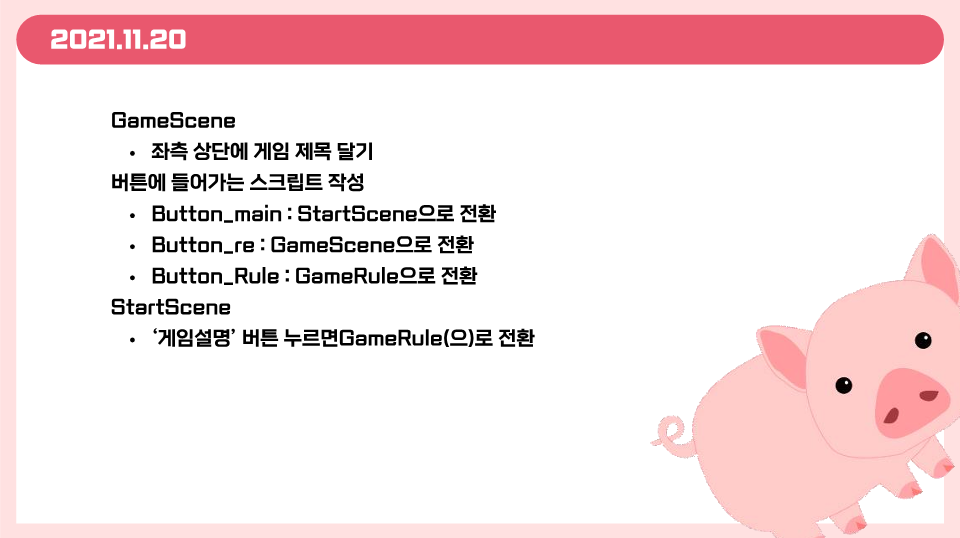 2021.11.20
GameScene
• 좌측 상단에 게임 제목 달기
버튼에 들어가는 스크립트 작성
• Button_main : StartScene으로 전환
• Button_re : GameScene으로 전환
• Button_Rule : GameRule으로 전환
StartScene
• ‘게임설명’ 버튼 누르면GameRule(으)로 전환